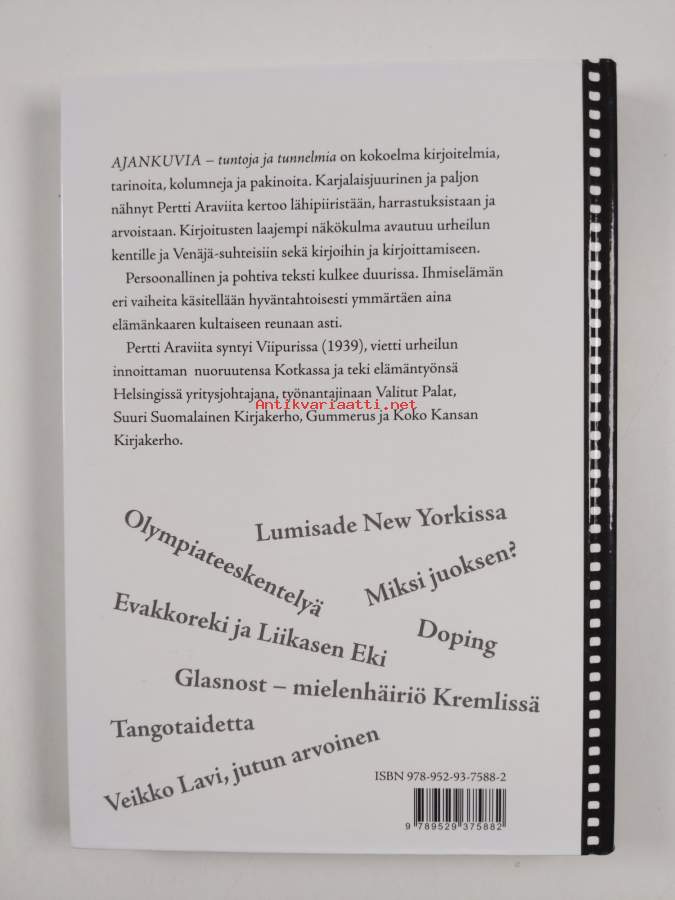 AJANKUVIA – tuntoja ja tunnelmia on kokoelma kirjoitelmia,
tarinoita, kolumneja ja pakinoita. Karjalaisjuurinen ja paljon
nähnyt Pertti Araviita kertoo lähipiiristään, harrastuksistaan ja
arvoistaan. Kirjoitusten laajempi näkökulma avautuu urheilun
kentille ja Venäjä-suhteisiin sekä kirjoihin ja kirjoittamiseen.
Persoonallinen ja pohtiva teksti kulkee duurissa. Ihmiselämän
eri vaiheita käsitellään hyväntahtoisesti ymmärtäen aina
elämänkaaren kultaiseen reunaan asti.
Pertti Araviita syntyi Viipurissa (1939), vietti urheilun
innoittaman nuoruutensa Kotkassa ja teki elämäntyönsä
Helsingissä yritysjohtajana, työnantajinaan Valitut Palat,
Antikvariaatti.net
Suuri Suomalainen Kirjakerho, Gummerus ja Koko Kansan
Kirjakerho.
Olympiateeskentelyä
Lumisade New Yorkissa
Miksi juoksen?
Evakkoreki ja Liikasen Eki
Doping
Glasnost – mielenhäiriö Kremlissä
Tangotaidetta
Veikko Lavi, jutun arvoinen
ISBN 978-952-93-7588-2
9 789529 375882